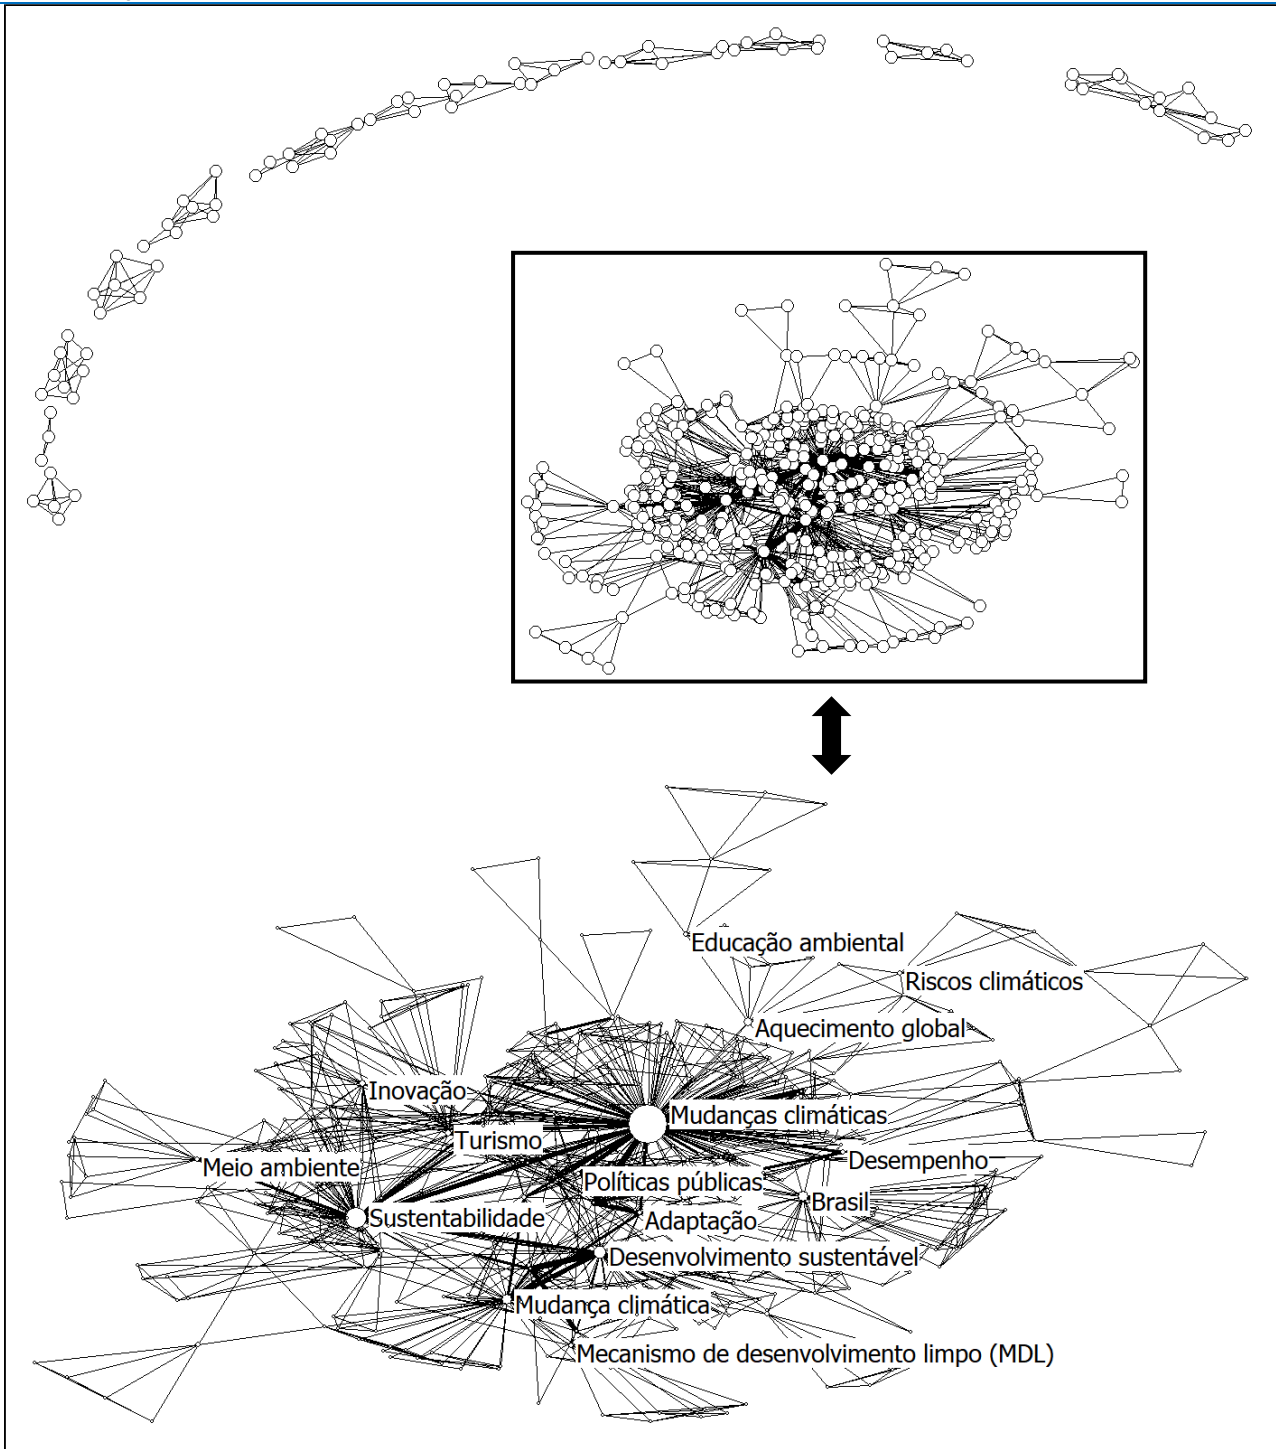 Educação ambiental
Riscos climáticos
Aquecimento global
Inovação
Mudanças climáticas
Turismo
Meio ambiente
Desempenho
Políticas públicas
Brasil
Sustentabilidade
Adaptação
Desenvolvimento sustentável
Mudança climática
Mecanismo de desenvolvimento limpo (MDL)